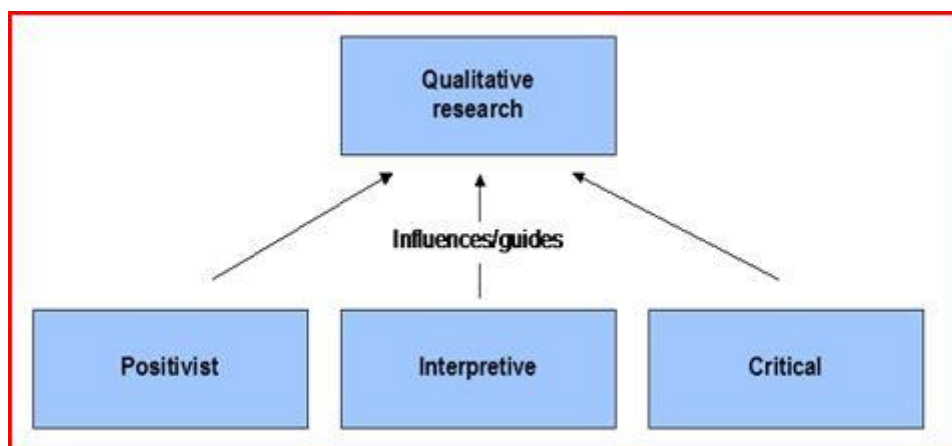 Qualitative
research
Influences/guides
Positivist
Interpretive
Critical